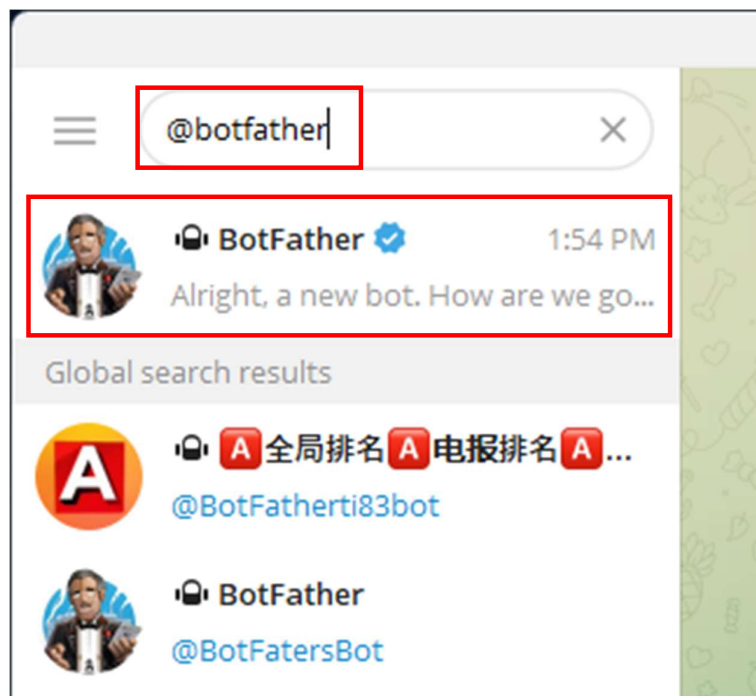 @botfather
BotFather 1:54 PM
Alright, a new bot. How are we go...
Global search results
A
🅰全局排名🅰电报排名🅰...
@BotFatherti83bot
BotFather
@BotFatersBot